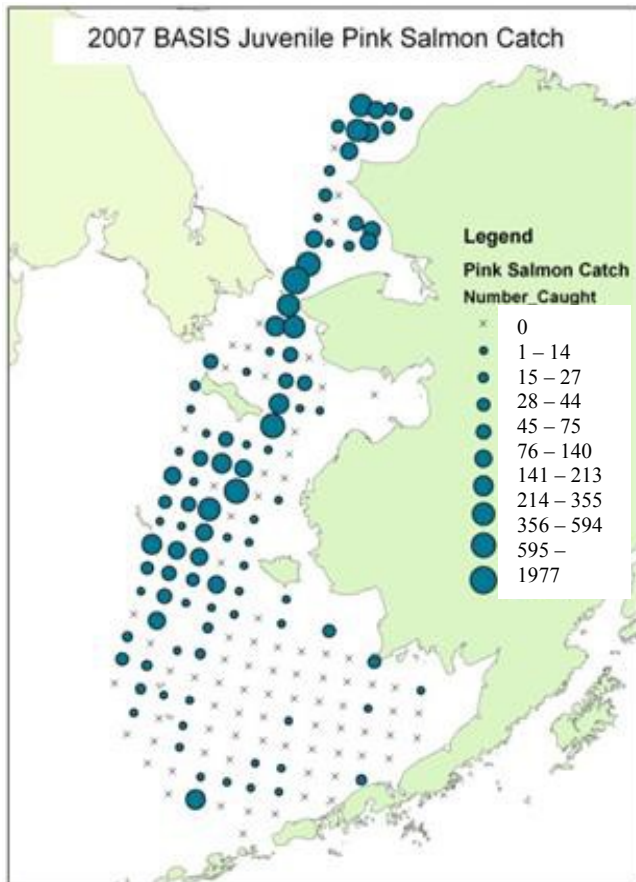 2007 BASIS Juvenile Pink Salmon Catch
Legend
Pink Salmon Catch
Number_Caught
0
1 – 14
15 – 27
28 – 44
45 – 75
76 – 140
141 – 213
214 – 355
356 – 594
595 –
1977